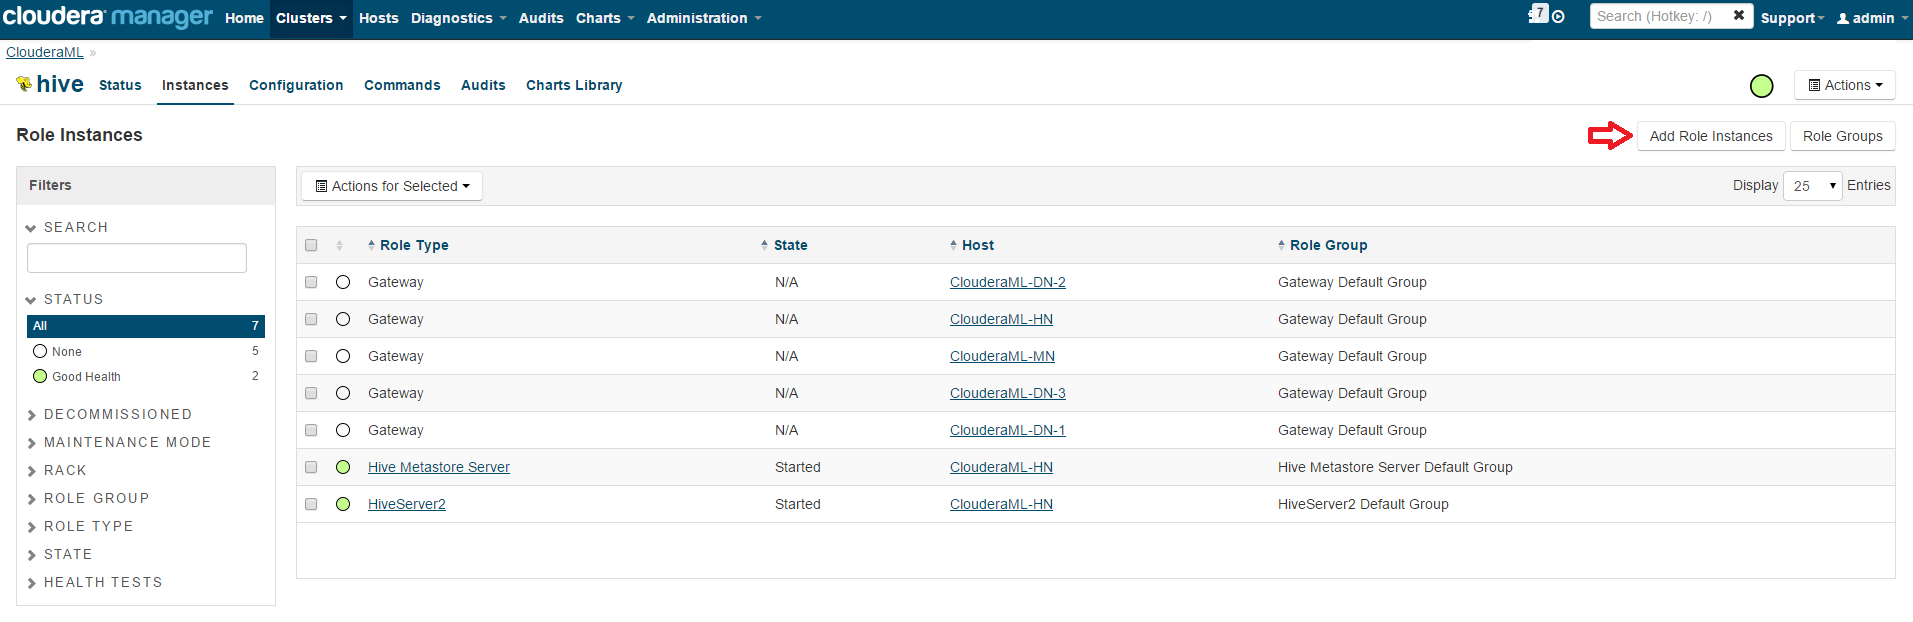 cloudera manager Home Clusters Hosts Diagnostics Audits Charts Administration 7 Search (Hotkey: /) Support admin
ClouderaML »
hive Status Instances Configuration Commands Audits Charts Library Actions
Role Instances Add Role Instances Role Groups
Filters
SEARCH
STATUS
All 7
None 5
Good Health 2
DECOMMISSIONED
MAINTENANCE MODE
RACK
ROLE GROUP
ROLE TYPE
STATE
HEALTH TESTS
Actions for Selected Display 25 Entries
Role Type State Host Role Group
Gateway N/A ClouderaML-DN-2 Gateway Default Group
Gateway N/A ClouderaML-HN Gateway Default Group
Gateway N/A ClouderaML-MN Gateway Default Group
Gateway N/A ClouderaML-DN-3 Gateway Default Group
Gateway N/A ClouderaML-DN-1 Gateway Default Group
Hive Metastore Server Started ClouderaML-HN Hive Metastore Server Default Group
HiveServer2 Started ClouderaML-HN HiveServer2 Default Group